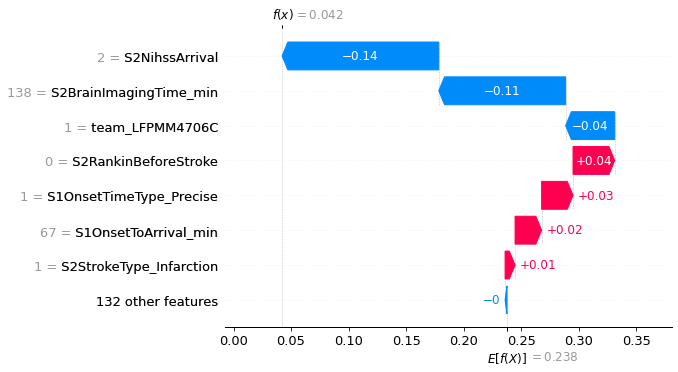 f(x) = 0.042
2 = S2NihssArrival
−0.14
138 = S2BrainImagingTime_min
−0.11
1 = team_LFPMM4706C
−0.04
0 = S2RankinBeforeStroke
+0.04
1 = S1OnsetTimeType_Precise
+0.03
67 = S1OnsetToArrival_min
+0.02
1 = S2StrokeType_Infarction
+0.01
132 other features
−0
0.00 0.05 0.10 0.15 0.20 0.25 0.30 0.35
E[f(X)] = 0.238